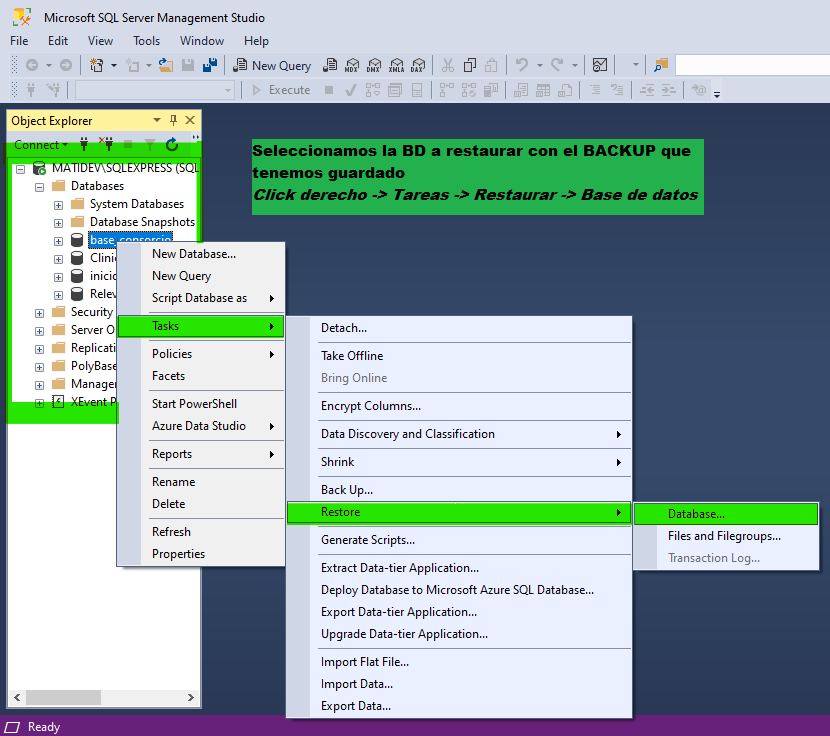 Microsoft SQL Server Management Studio
File Edit View Tools Window Help
New Query MDX DMX XMLA DAX
Execute
Object Explorer
Connect
Seleccionamos la BD a restaurar con el BACKUP que
tenemos guardado
Click derecho -> Tareas -> Restaurar -> Base de datos
MATIDEV\SQLEXPRESS (SQL
Databases
System Databases
Database Snapshots
base_consorcio
Clini
inicio
Relev
Security
Server O
Replicati
PolyBase
Manager
XEvent P
New Database...
New Query
Script Database as
Tasks
Policies
Facets
Start PowerShell
Azure Data Studio
Reports
Rename
Delete
Refresh
Properties
Detach...
Take Offline
Bring Online
Encrypt Columns...
Data Discovery and Classification
Shrink
Back Up...
Restore
Generate Scripts...
Extract Data-tier Application...
Deploy Database to Microsoft Azure SQL Database...
Export Data-tier Application...
Upgrade Data-tier Application...
Import Flat File...
Import Data...
Export Data...
Database...
Files and Filegroups...
Transaction Log...
Ready